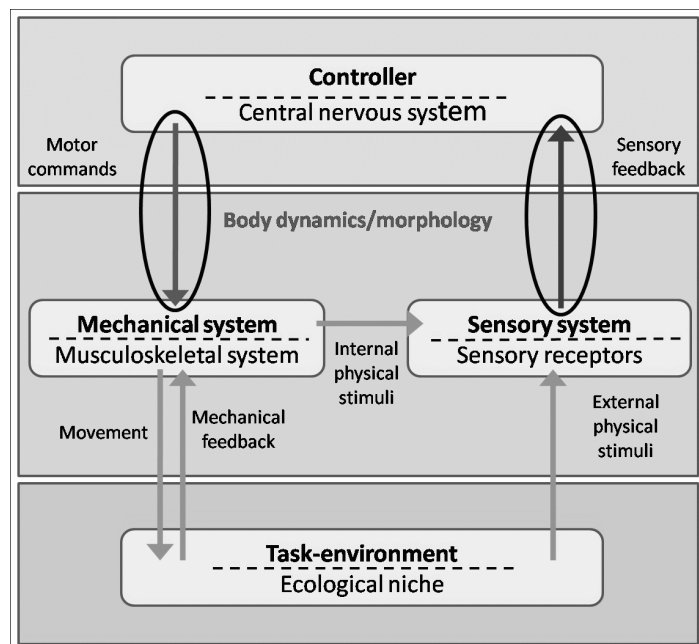 Controller
Central nervous system
Motor
commands
Sensory
feedback
Body dynamics/morphology
Mechanical system
Musculoskeletal system
Sensory system
Sensory receptors
Internal
physical
stimuli
Movement
Mechanical
feedback
External
physical
stimuli
Task-environment
Ecological niche